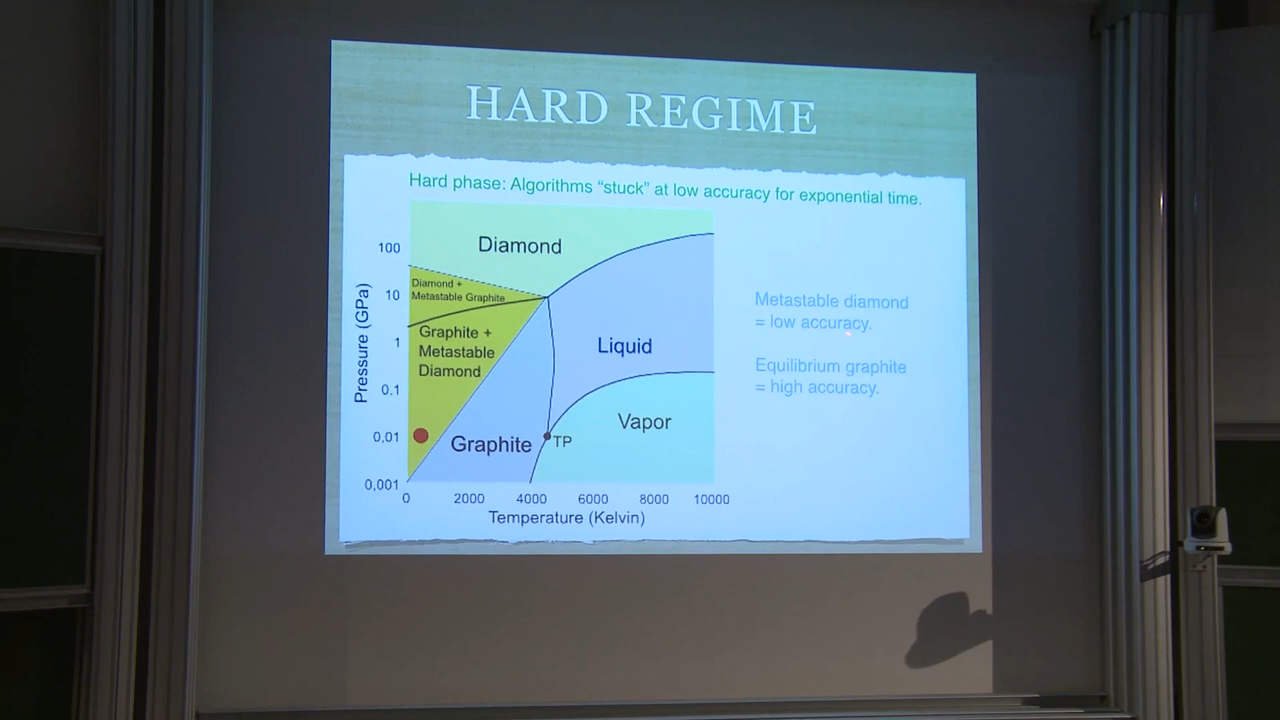 HARD REGIME
Hard phase: Algorithms “stuck” at low accuracy for exponential time.
Diamond
Diamond +
Metastable Graphite
Graphite +
Metastable
Diamond
Liquid
Graphite
Vapor
TP
Pressure (GPa)
100
10
1
0.1
0,01
0,001
0
2000
4000
6000
8000
10000
Temperature (Kelvin)
Metastable diamond
= low accuracy.
Equilibrium graphite
= high accuracy.